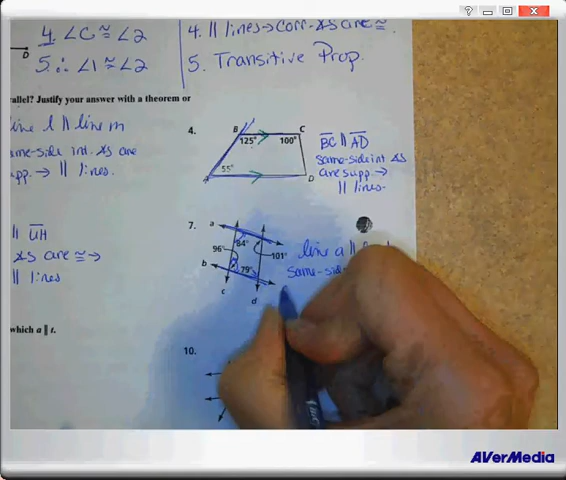 4. ∠C ≅ ∠2
5. ∴ ∠1 ≅ ∠2
4. || lines → corr. ∡s are ≅.
5. Transitive Prop.
D
rallel? Justify your answer with a theorem or
line l || line m
me-side int. ∡s are
supp. → || lines.
4.
B
C
125°
100°
55°
A
D
BC || AD
same-side int ∡s
are supp →
|| lines.
|| UH
∡s are ≅ →
|| lines
7.
a
96°
84°
101°
b
79°
c
d
line a ||
same-sid
which a ∥ t.
10.
AVerMedia